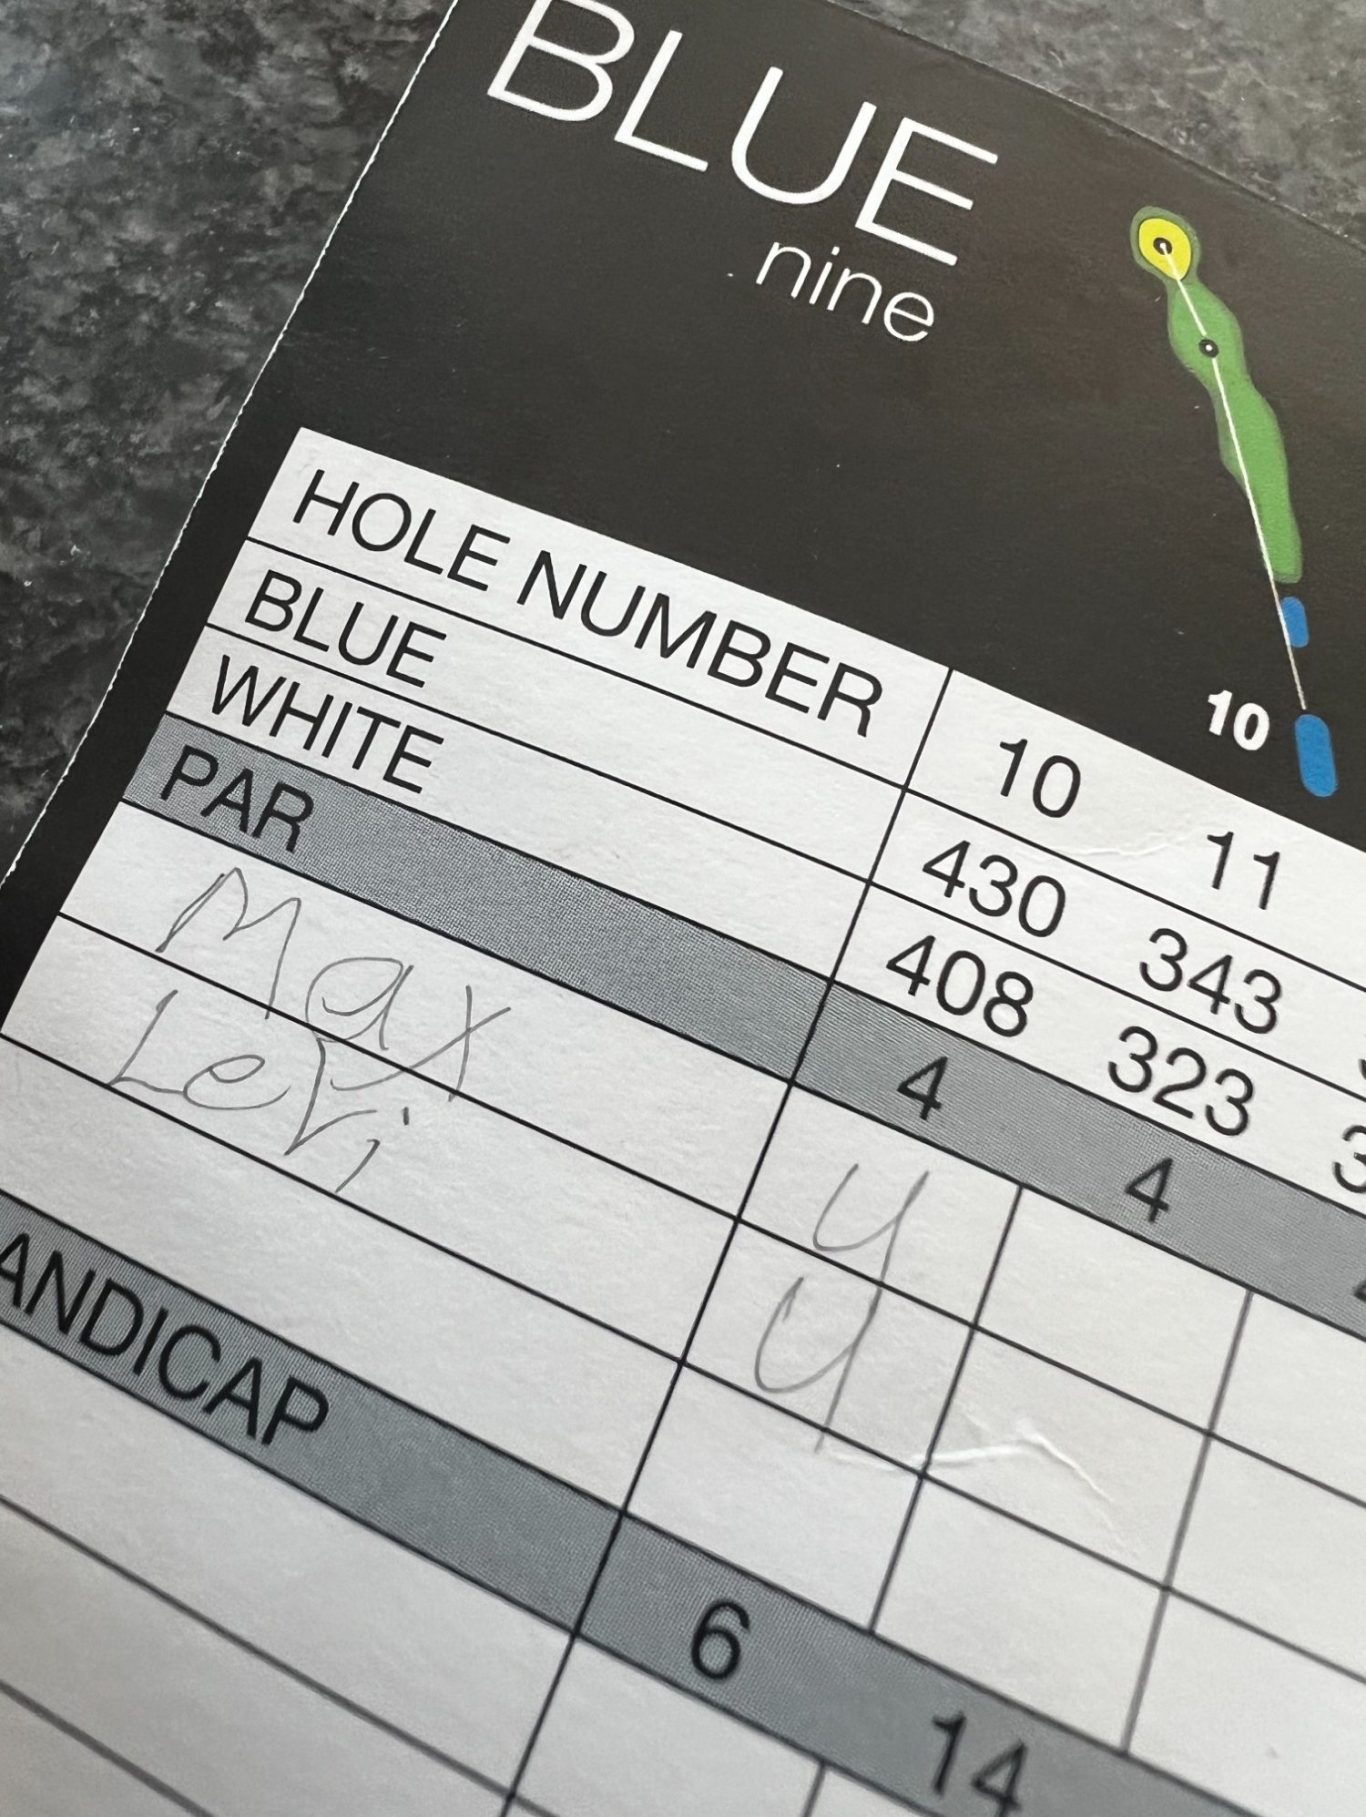 BLUE
nine
10
HOLE NUMBER 10 11
BLUE 430 343
WHITE 408 323
PAR 4 4
Max 4
Levi 4
ANDICAP 6 14